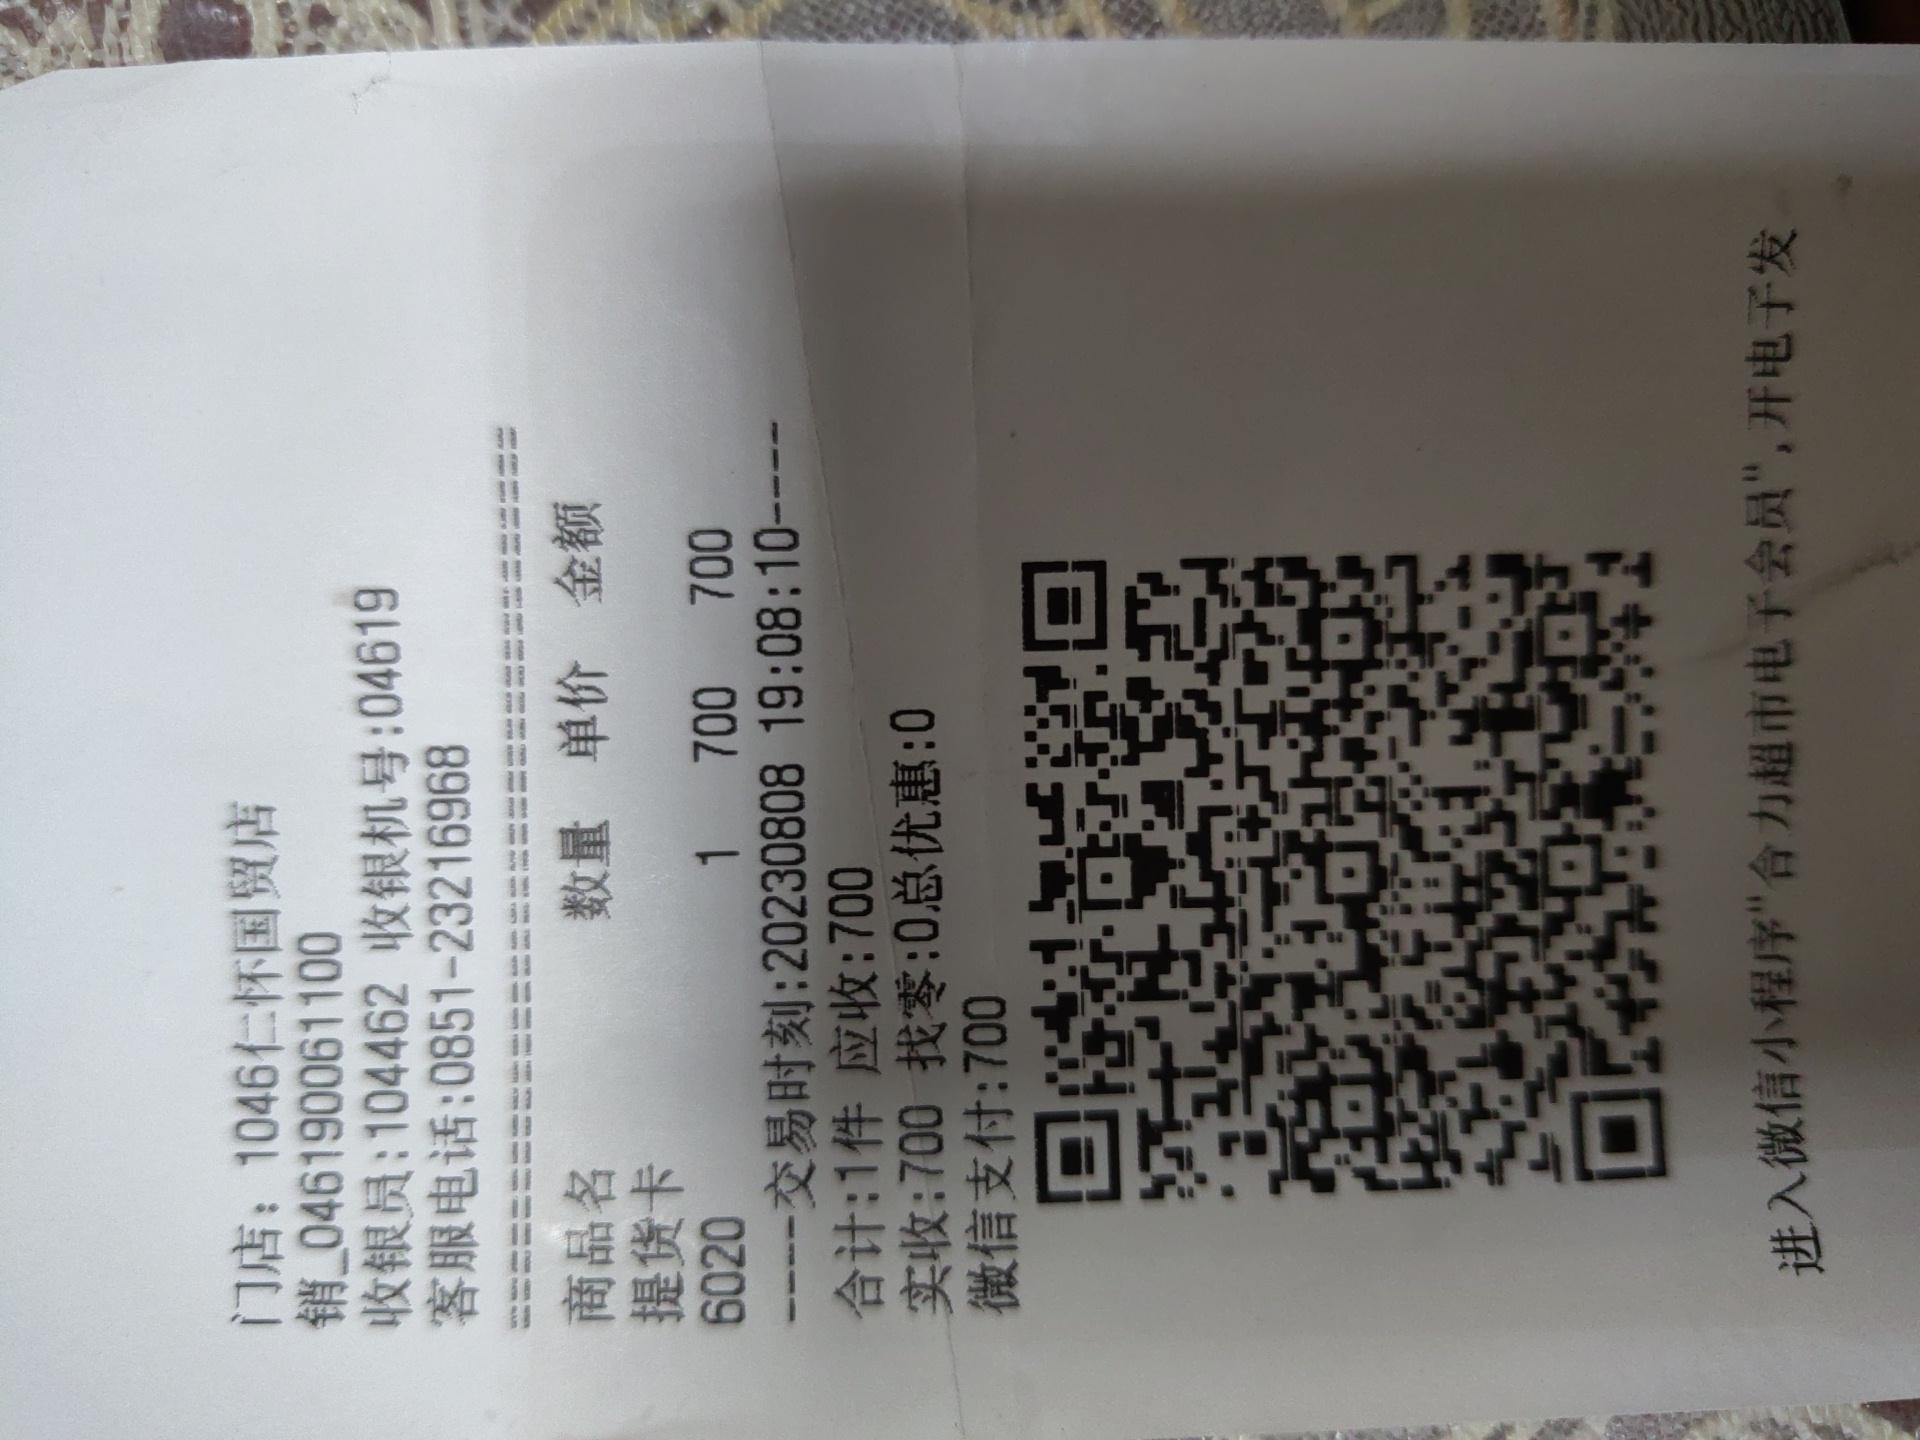 门店: 1046仁怀国贸店
销_046190061100
收银员:104462 收银机号:04619
客服电话:0851-23216968
================================
商品名 数量 单价 金额
提货卡
6020 1 700 700
----交易时刻:20230808 19:08:10----
合计:1件 应收:700
实收:700 找零:0总优惠:0
微信支付:700
进入微信小程序"合力超市电子会员",开电子发